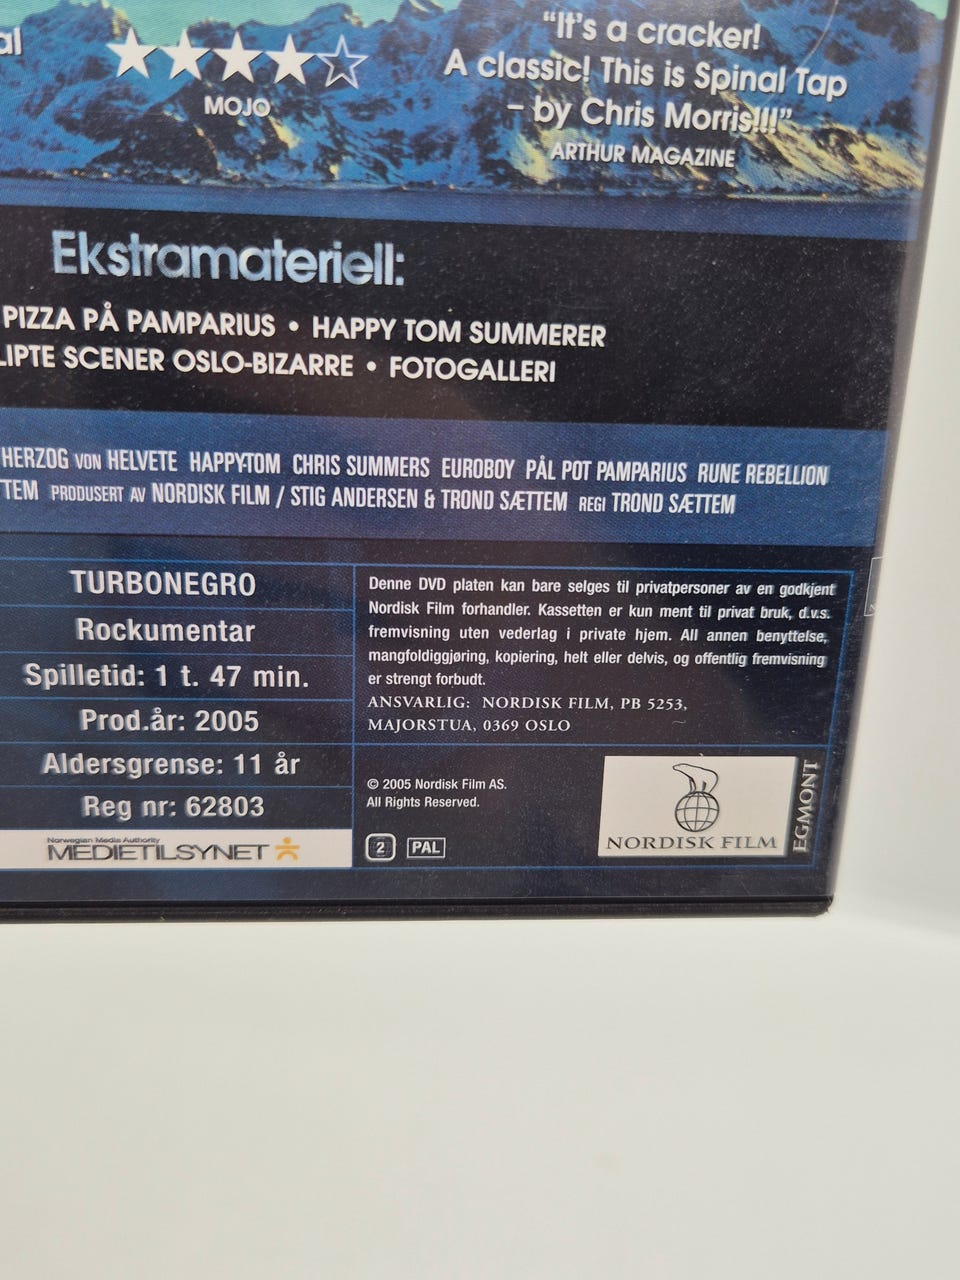 al
MOJO
"It's a cracker!
A classic! This is Spinal Tap
– by Chris Morris!!!"
ARTHUR MAGAZINE
Ekstramateriell:
PIZZA PÅ PAMPARIUS • HAPPY TOM SUMMERER
LIPTE SCENER OSLO-BIZARRE • FOTOGALLERI
HERZOG VON HELVETE HAPPYTOM CHRIS SUMMERS EUROBOY PÅL POT PAMPARIUS RUNE REBELLION
TTEM PRODUSERT AV NORDISK FILM / STIG ANDERSEN & TROND SÆTTEM REGI TROND SÆTTEM
TURBONEGRO
Rockumentar
Spilletid: 1 t. 47 min.
Prod.år: 2005
Aldersgrense: 11 år
Reg nr: 62803
Norwegian Media Authority
MEDIETILSYNET
Denne DVD platen kan bare selges til privatpersoner av en godkjent
Nordisk Film forhandler. Kassetten er kun ment til privat bruk, d.v.s.
fremvisning uten vederlag i private hjem. All annen benyttelse,
mangfoldiggjøring, kopiering, helt eller delvis, og offentlig fremvisning
er strengt forbudt.
ANSVARLIG: NORDISK FILM, PB 5253,
MAJORSTUA, 0369 OSLO
© 2005 Nordisk Film AS.
All Rights Reserved.
2 PAL
NORDISK FILM
EGMONT